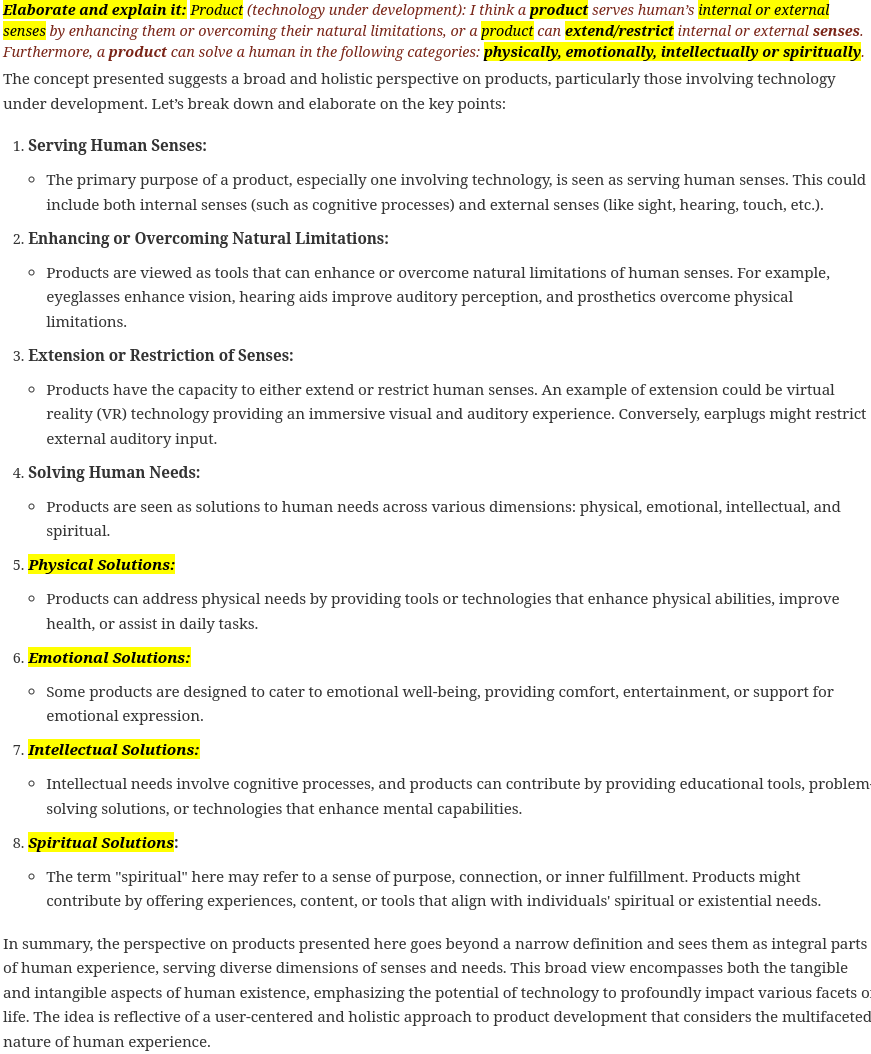 Elaborate and explain it: Product (technology under development): I think a product serves human’s internal or external
senses by enhancing them or overcoming their natural limitations, or a product can extend/restrict internal or external senses.
Furthermore, a product can solve a human in the following categories: physically, emotionally, intellectually or spiritually.
The concept presented suggests a broad and holistic perspective on products, particularly those involving technology
under development. Let’s break down and elaborate on the key points:
1. Serving Human Senses:
○ The primary purpose of a product, especially one involving technology, is seen as serving human senses. This could
include both internal senses (such as cognitive processes) and external senses (like sight, hearing, touch, etc.).
2. Enhancing or Overcoming Natural Limitations:
○ Products are viewed as tools that can enhance or overcome natural limitations of human senses. For example,
eyeglasses enhance vision, hearing aids improve auditory perception, and prosthetics overcome physical
limitations.
3. Extension or Restriction of Senses:
○ Products have the capacity to either extend or restrict human senses. An example of extension could be virtual
reality (VR) technology providing an immersive visual and auditory experience. Conversely, earplugs might restrict
external auditory input.
4. Solving Human Needs:
○ Products are seen as solutions to human needs across various dimensions: physical, emotional, intellectual, and
spiritual.
5. Physical Solutions:
○ Products can address physical needs by providing tools or technologies that enhance physical abilities, improve
health, or assist in daily tasks.
6. Emotional Solutions:
○ Some products are designed to cater to emotional well-being, providing comfort, entertainment, or support for
emotional expression.
7. Intellectual Solutions:
○ Intellectual needs involve cognitive processes, and products can contribute by providing educational tools, problem-
solving solutions, or technologies that enhance mental capabilities.
8. Spiritual Solutions:
○ The term "spiritual" here may refer to a sense of purpose, connection, or inner fulfillment. Products might
contribute by offering experiences, content, or tools that align with individuals' spiritual or existential needs.
In summary, the perspective on products presented here goes beyond a narrow definition and sees them as integral parts
of human experience, serving diverse dimensions of senses and needs. This broad view encompasses both the tangible
and intangible aspects of human existence, emphasizing the potential of technology to profoundly impact various facets o
life. The idea is reflective of a user-centered and holistic approach to product development that considers the multifaceted
nature of human experience.